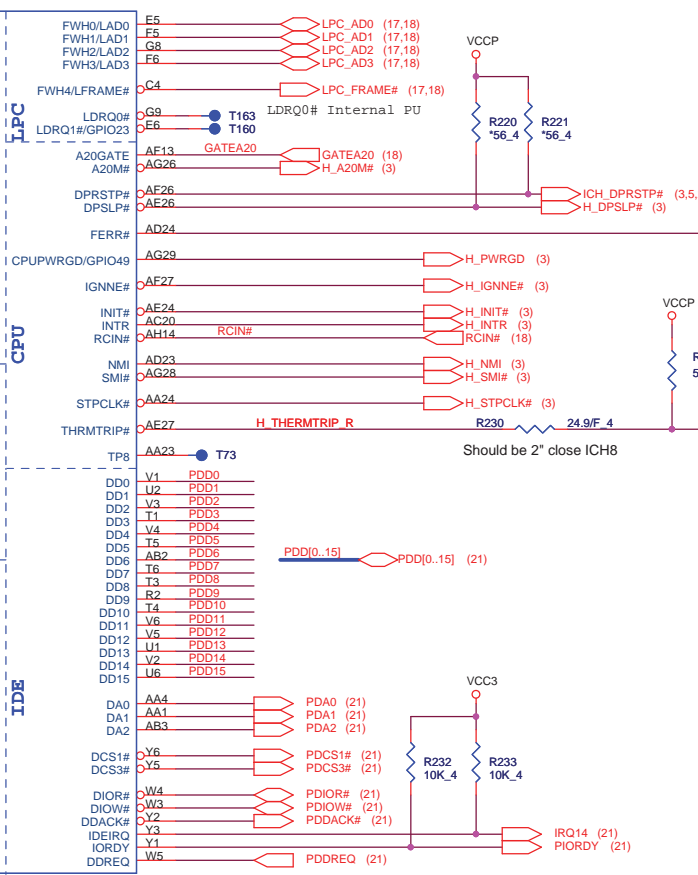 LPC
FWH0/LAD0 E5 LPC_AD0 (17,18)
FWH1/LAD1 F5 LPC_AD1 (17,18)
FWH2/LAD2 G8 LPC_AD2 (17,18)
FWH3/LAD3 F6 LPC_AD3 (17,18)
FWH4/LFRAME# C4 LPC_FRAME# (17,18)
LDRQ0# G9 T163 LDRQ0# Internal PU
LDRQ1#/GPIO23 E6 T160
VCCP
R220 R221
*56_4 *56_4
CPU
A20GATE AF13 GATEA20 GATEA20 (18)
A20M# AG26 H_A20M# (3)
DPRSTP# AF26 ICH_DPRSTP# (3,5,
DPSLP# AE26 H_DPSLP# (3)
FERR# AD24
CPUPWRGD/GPIO49 AG29 H_PWRGD (3)
IGNNE# AF27 H_IGNNE# (3)
INIT# AE24 H_INIT# (3)
INTR AC20 H_INTR (3)
RCIN# AH14 RCIN# RCIN# (18)
VCCP
R
5
NMI AD23 H_NMI (3)
SMI# AG28 H_SMI# (3)
STPCLK# AA24 H_STPCLK# (3)
THRMTRIP# AE27 H_THERMTRIP_R R230 24.9/F_4
Should be 2" close ICH8
TP8 AA23 T73
IDE
DD0 V1 PDD0
DD1 U2 PDD1
DD2 V3 PDD2
DD3 T1 PDD3
DD4 V4 PDD4
DD5 T5 PDD5
DD6 AB2 PDD6 PDD[0..15] PDD[0..15] (21)
DD7 T6 PDD7
DD8 T3 PDD8
DD9 R2 PDD9
DD10 T4 PDD10
DD11 V6 PDD11
DD12 V5 PDD12
DD13 U1 PDD13
DD14 V2 PDD14
DD15 U6 PDD15
DA0 AA4 PDA0 (21)
DA1 AA1 PDA1 (21)
DA2 AB3 PDA2 (21)
VCC3
R232 R233
10K_4 10K_4
DCS1# Y6 PDCS1# (21)
DCS3# Y5 PDCS3# (21)
DIOR# W4 PDIOR# (21)
DIOW# W3 PDIOW# (21)
DDACK# Y2 PDDACK# (21)
IDEIRQ Y3 IRQ14 (21)
IORDY Y1 PIORDY (21)
DDREQ W5 PDDREQ (21)